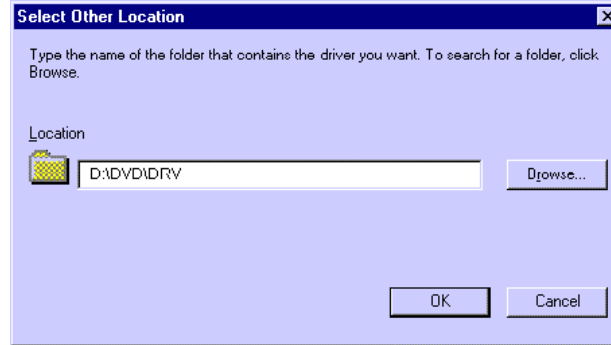 Select Other Location
Type the name of the folder that contains the driver you want. To search for a folder, click
Browse.
Location
D:\DVD\DRV
Browse...
OK
Cancel